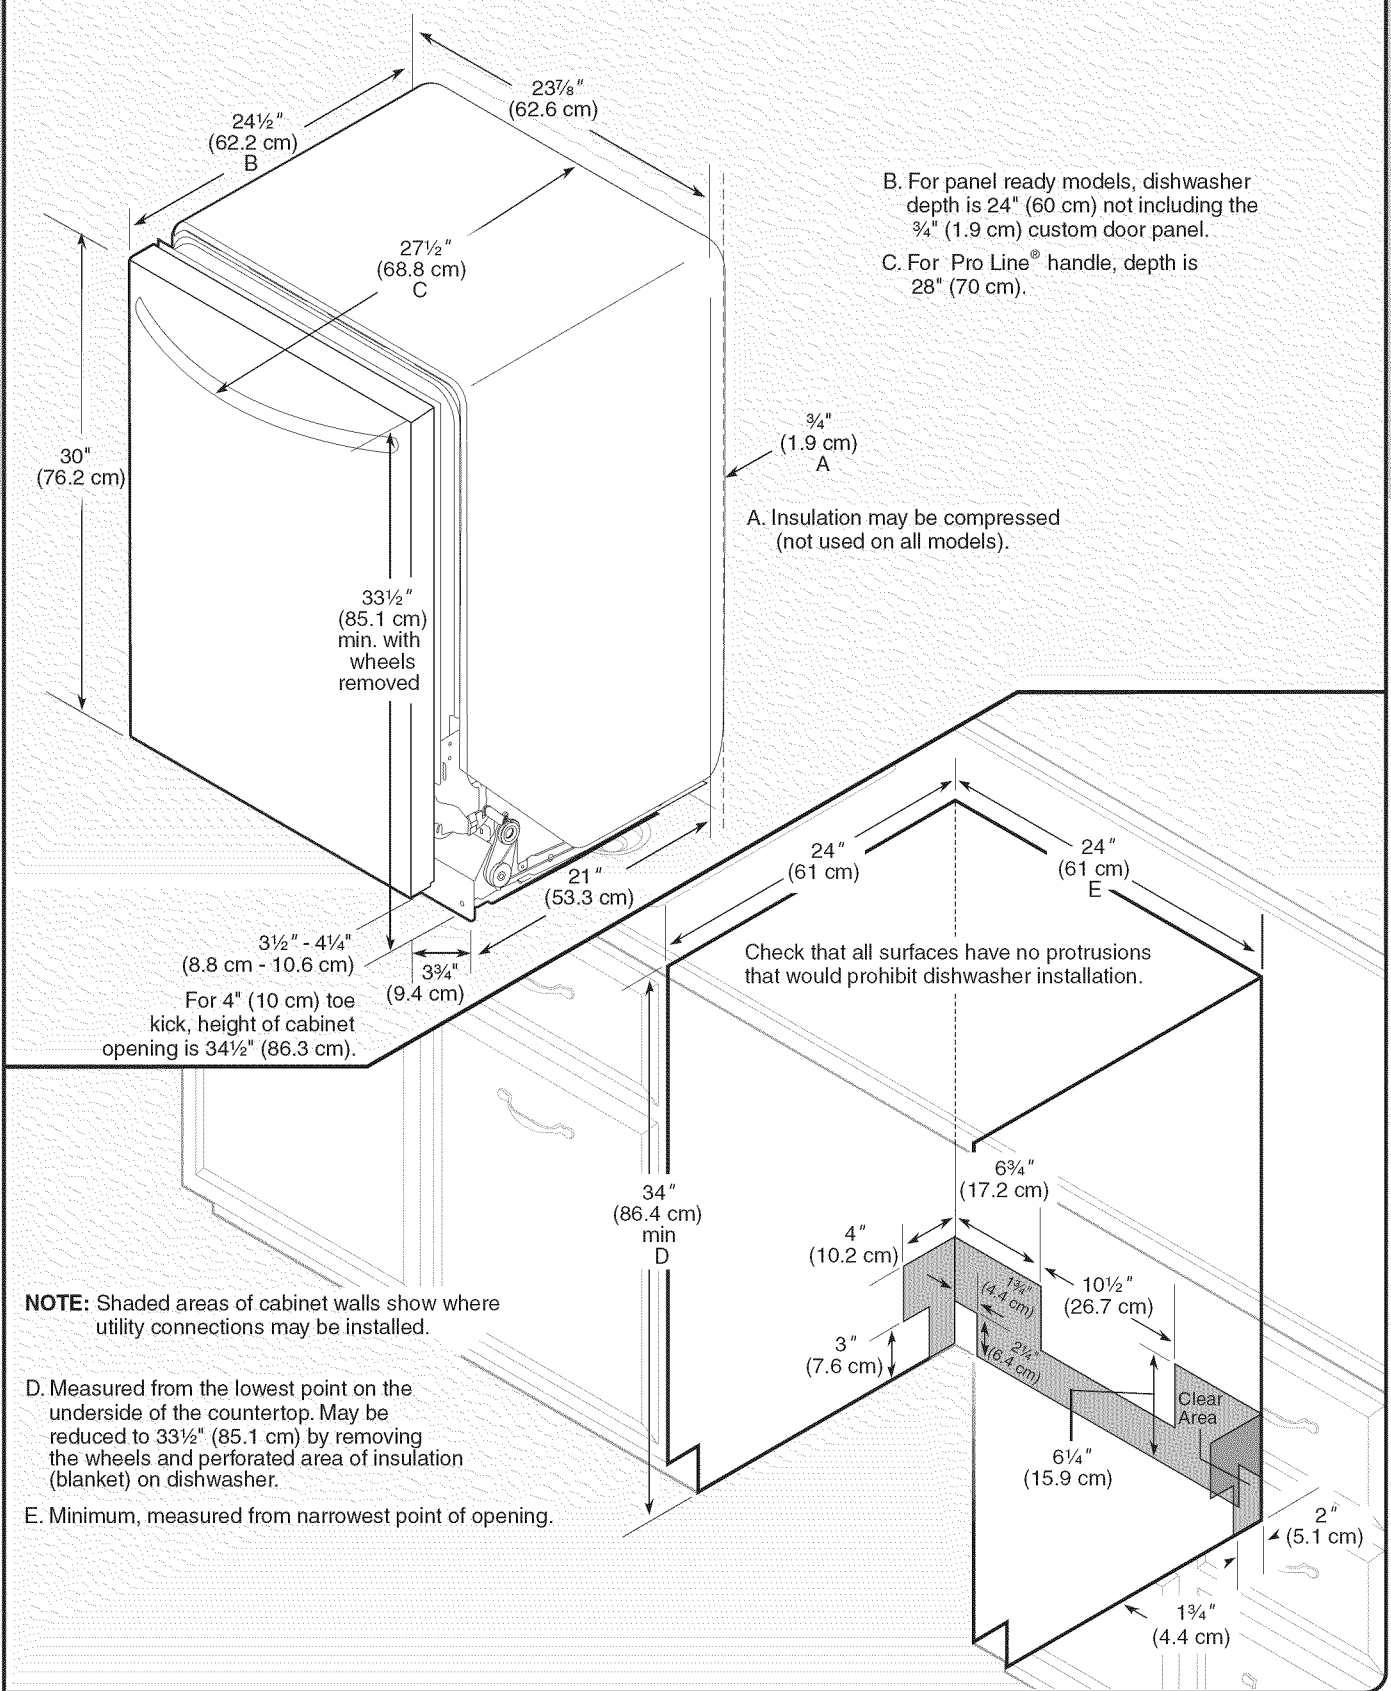 23⅞"
(62.6 cm)
24½"
(62.2 cm)
B
B. For panel ready models, dishwasher
depth is 24" (60 cm) not including the
¾" (1.9 cm) custom door panel.
C. For Pro Line® handle, depth is
28" (70 cm).
27½"
(68.8 cm)
C
¾"
(1.9 cm)
A
30"
(76.2 cm)
A. Insulation may be compressed
(not used on all models).
33½"
(85.1 cm)
min. with
wheels
removed
21"
(53.3 cm)
24"
(61 cm)
24"
(61 cm)
E
3½" - 4¼"
(8.8 cm - 10.6 cm)
3¾"
(9.4 cm)
For 4" (10 cm) toe
kick, height of cabinet
opening is 34½" (86.3 cm).
Check that all surfaces have no protrusions
that would prohibit dishwasher installation.
34"
(86.4 cm)
min
D
6¾"
(17.2 cm)
4"
(10.2 cm)
1¾"
(4.4 cm)
10½"
(26.7 cm)
3"
(7.6 cm)
2¼"
(6.4 cm)
Clear
Area
6¼"
(15.9 cm)
2"
(5.1 cm)
1¾"
(4.4 cm)
NOTE: Shaded areas of cabinet walls show where
utility connections may be installed.
D. Measured from the lowest point on the
underside of the countertop. May be
reduced to 33½" (85.1 cm) by removing
the wheels and perforated area of insulation
(blanket) on dishwasher.
E. Minimum, measured from narrowest point of opening.